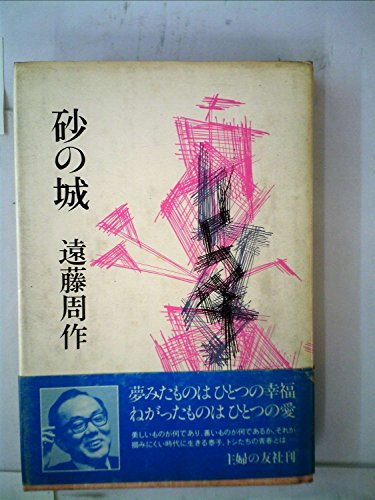 砂の城
遠藤周作
夢みたものは ひとつの幸福
ねがったものは ひとつの愛
美しいものが何であり、善いものが何であるか、それが
摑みにくい時代に生きる泰子、トシたちの青春とは――
主婦の友社刊